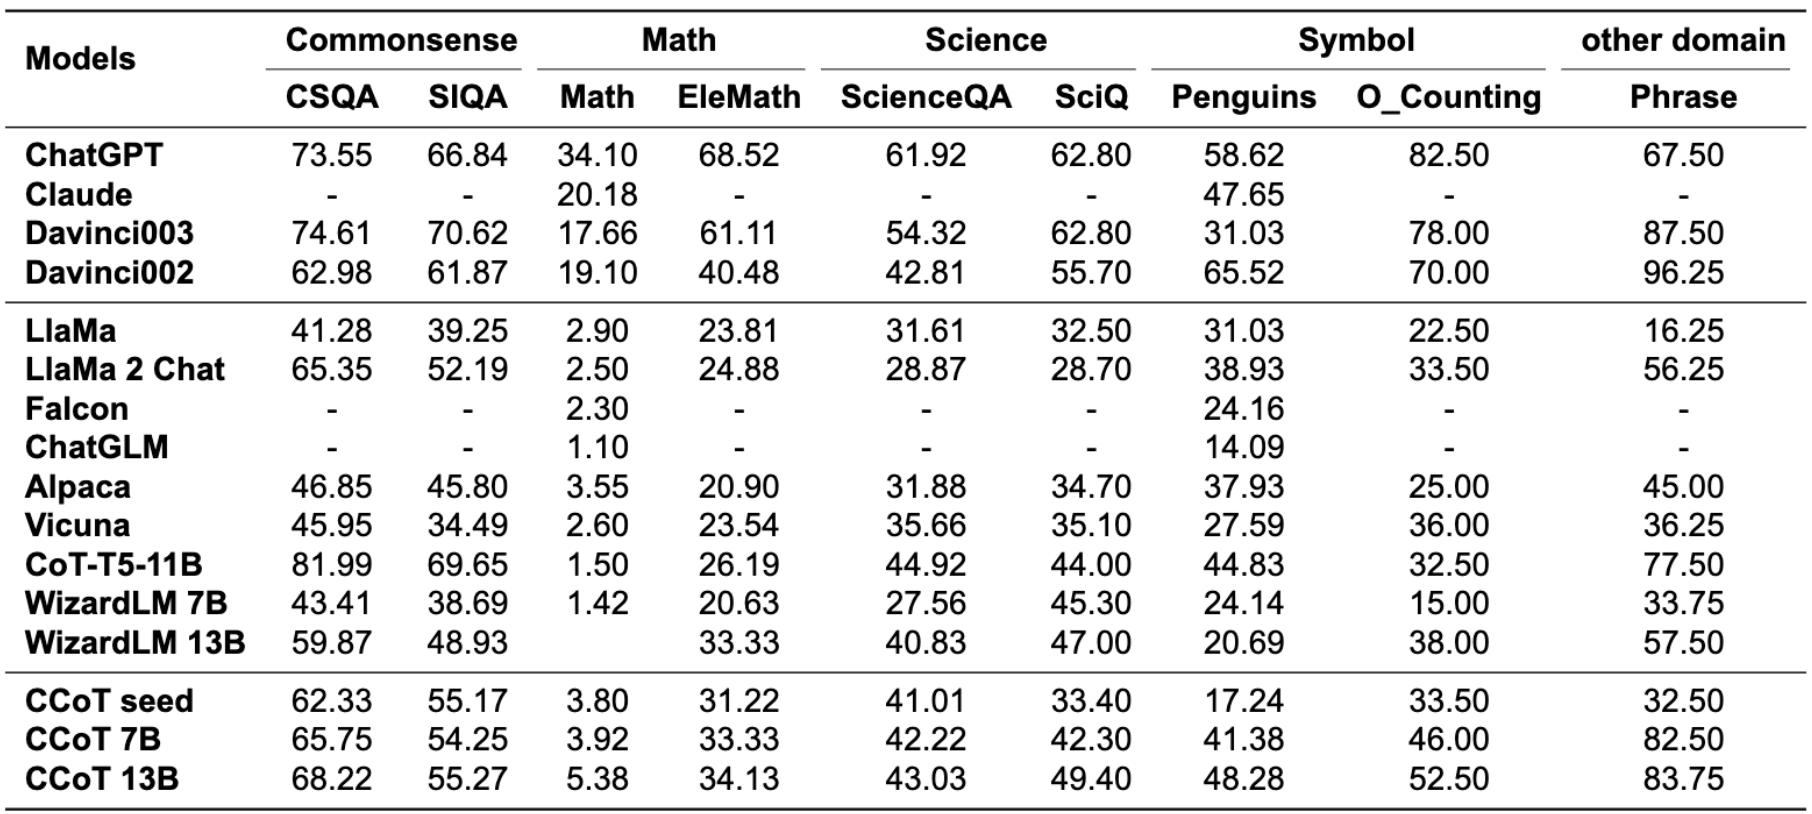 Models Commonsense Math Science Symbol other domain
CSQA SIQA Math EleMath ScienceQA SciQ Penguins O_Counting Phrase
ChatGPT 73.55 66.84 34.10 68.52 61.92 62.80 58.62 82.50 67.50
Claude - - 20.18 - - - 47.65 - -
Davinci003 74.61 70.62 17.66 61.11 54.32 62.80 31.03 78.00 87.50
Davinci002 62.98 61.87 19.10 40.48 42.81 55.70 65.52 70.00 96.25
LlaMa 41.28 39.25 2.90 23.81 31.61 32.50 31.03 22.50 16.25
LlaMa 2 Chat 65.35 52.19 2.50 24.88 28.87 28.70 38.93 33.50 56.25
Falcon - - 2.30 - - - 24.16 - -
ChatGLM - - 1.10 - - - 14.09 - -
Alpaca 46.85 45.80 3.55 20.90 31.88 34.70 37.93 25.00 45.00
Vicuna 45.95 34.49 2.60 23.54 35.66 35.10 27.59 36.00 36.25
CoT-T5-11B 81.99 69.65 1.50 26.19 44.92 44.00 44.83 32.50 77.50
WizardLM 7B 43.41 38.69 1.42 20.63 27.56 45.30 24.14 15.00 33.75
WizardLM 13B 59.87 48.93 33.33 40.83 47.00 20.69 38.00 57.50
CCoT seed 62.33 55.17 3.80 31.22 41.01 33.40 17.24 33.50 32.50
CCoT 7B 65.75 54.25 3.92 33.33 42.22 42.30 41.38 46.00 82.50
CCoT 13B 68.22 55.27 5.38 34.13 43.03 49.40 48.28 52.50 83.75